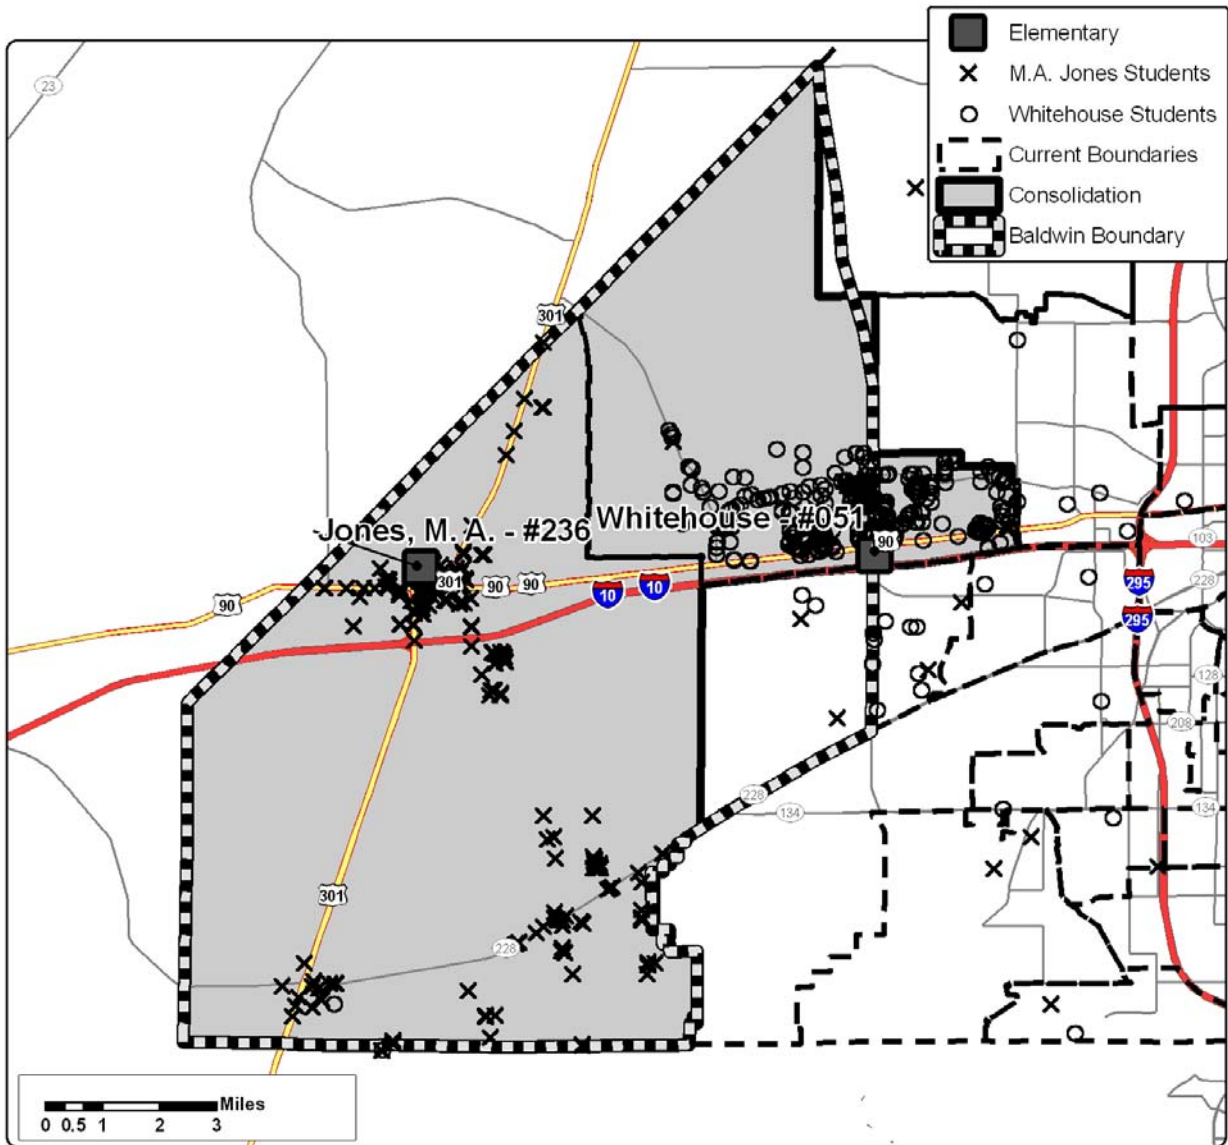 Elementary
M.A. Jones Students
Whitehouse Students
Current Boundaries
Consolidation
Baldwin Boundary
23
301
Jones, M. A. - #236
Whitehouse - #051
90
103
301
90
90
10
10
295
228
90
295
128
208
228
134
134
301
228
Miles
0 0.5 1 2 3